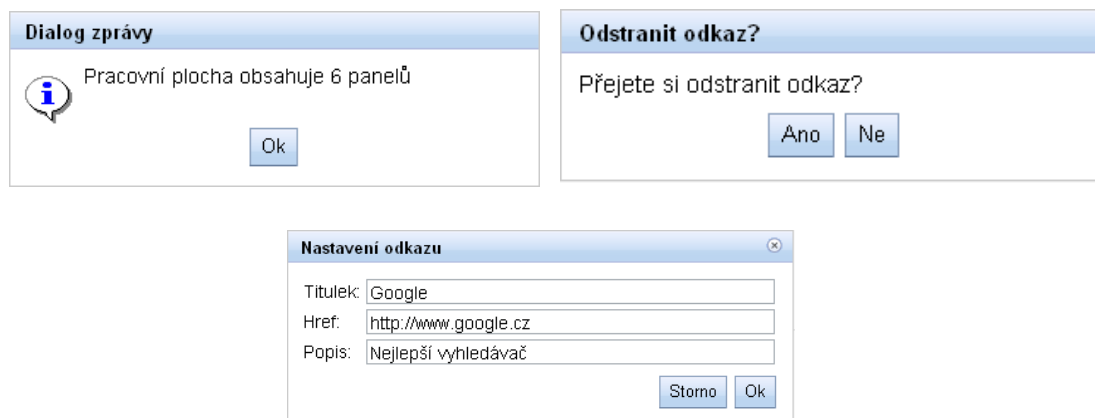 Dialog zprávy
Pracovní plocha obsahuje 6 panelů
Ok
Odstranit odkaz?
Přejete si odstranit odkaz?
Ano Ne
Nastavení odkazu
Titulek: Google
Href: http://www.google.cz
Popis: Nejlepší vyhledávač
Storno Ok